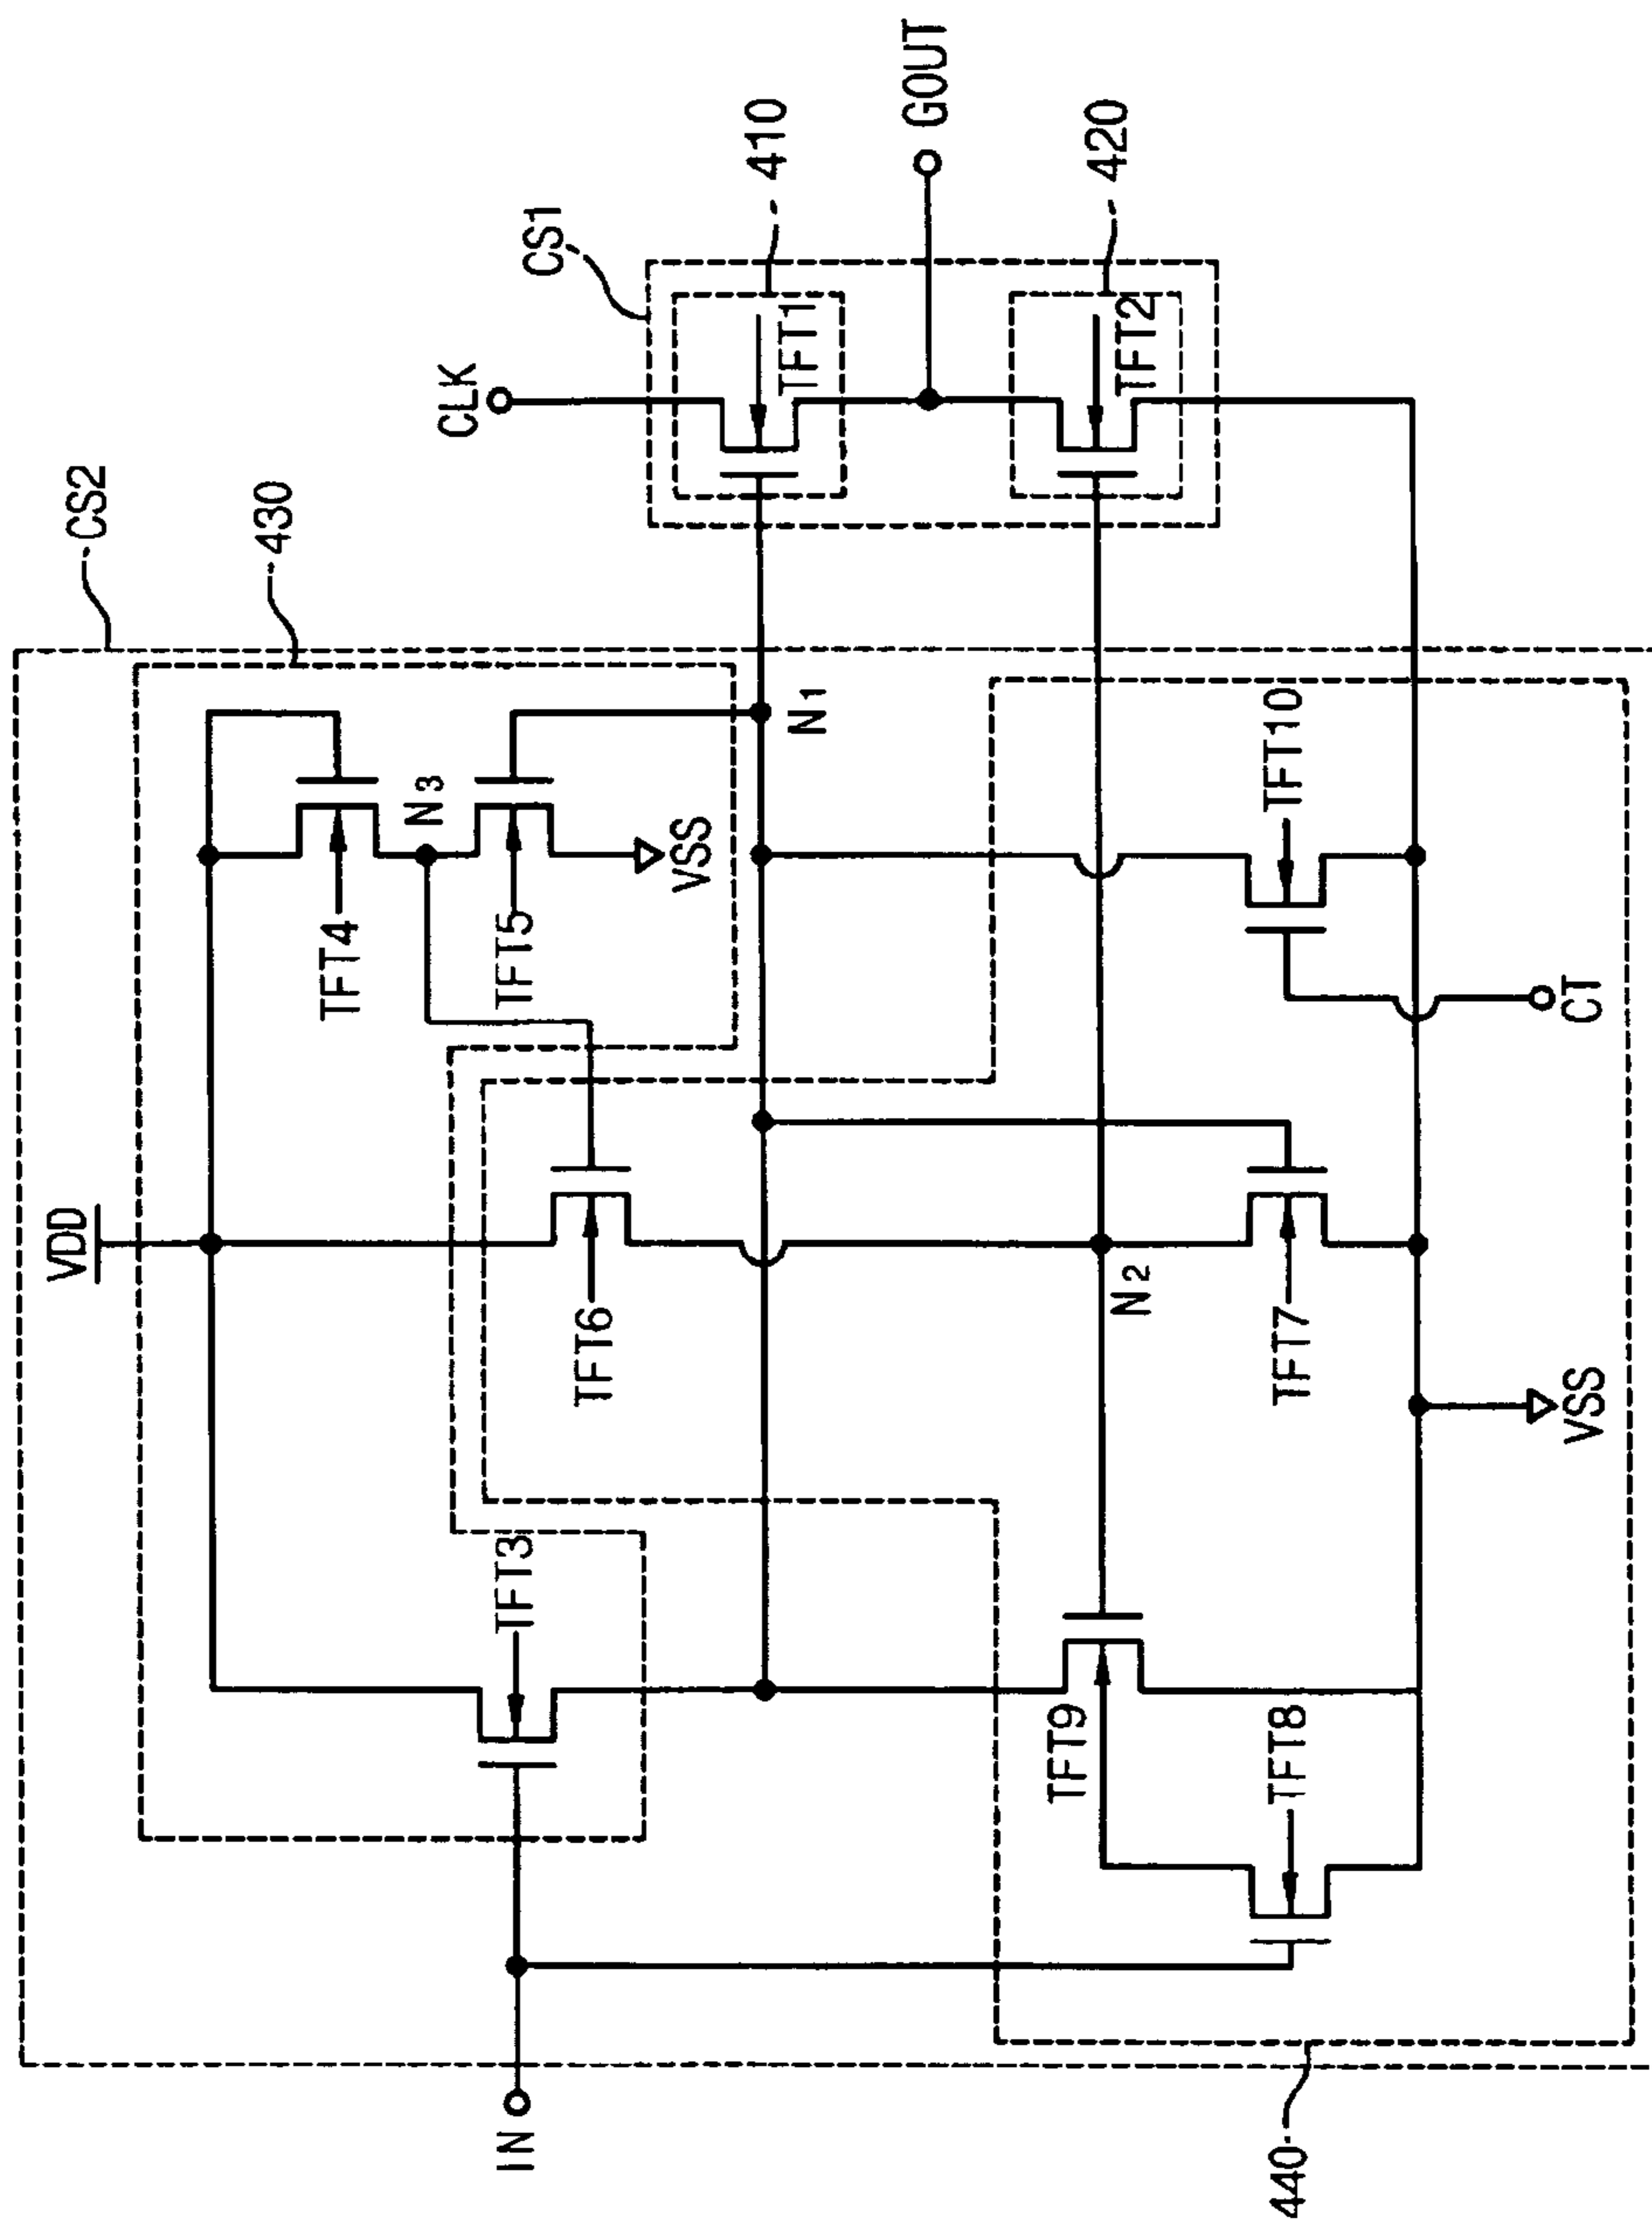 CS2
VDD
430
CLK
CS1
410
GOUT
420
TFT1
TFT2
TFT4
N3
TFT5
VSS
N1
TFT3
TFT6
IN
TFT9
N2
TFT10
TFT7
TFT8
CT
VSS
440